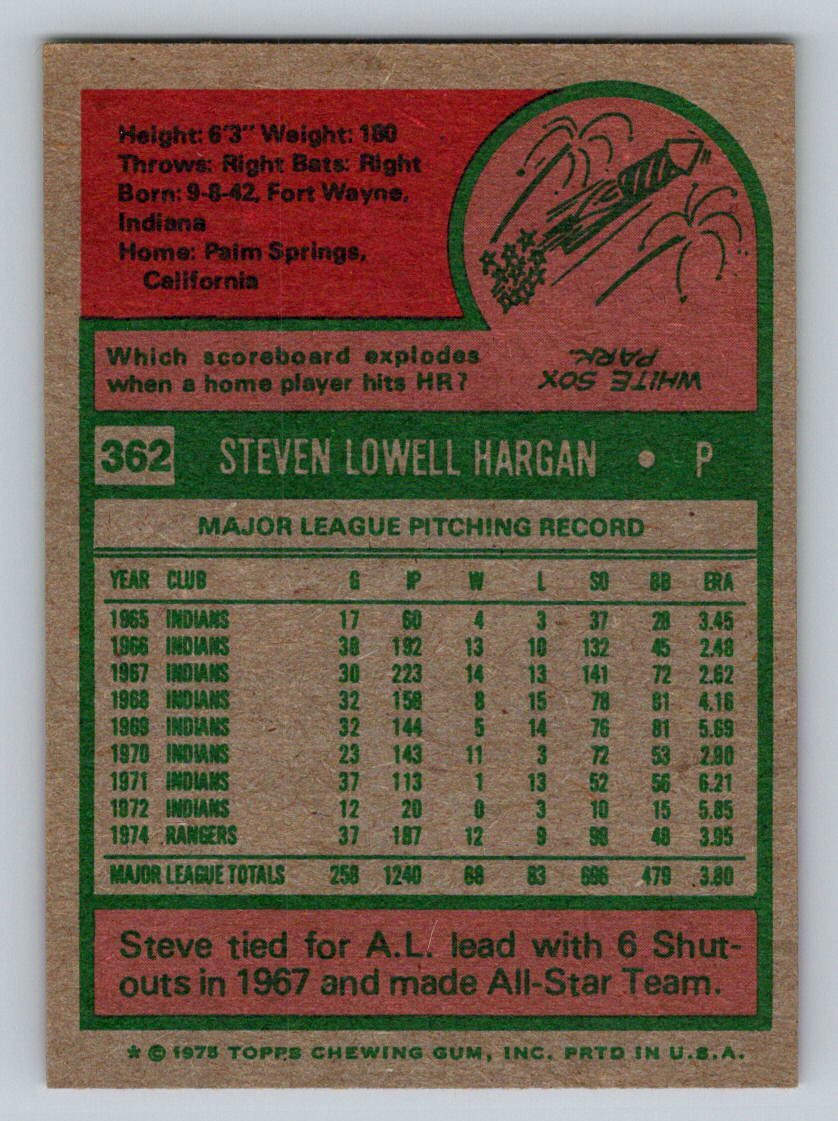 Height: 6'3" Weight: 180
Throws: Right Bats: Right
Born: 9-8-42, Fort Wayne,
Indiana
Home: Palm Springs,
California
Which scoreboard explodes
when a home player hits HR?
WHITE SOX
PARK.
362 STEVEN LOWELL HARGAN • P
MAJOR LEAGUE PITCHING RECORD
YEAR CLUB G IP W L SO BB ERA
1965 INDIANS 17 60 4 3 37 28 3.45
1966 INDIANS 38 192 13 10 132 45 2.48
1967 INDIANS 30 223 14 13 141 72 2.62
1968 INDIANS 32 158 8 15 78 81 4.16
1969 INDIANS 32 144 5 14 76 81 5.69
1970 INDIANS 23 143 11 3 72 53 2.90
1971 INDIANS 37 113 1 13 52 56 6.21
1972 INDIANS 12 20 0 3 10 15 5.85
1974 RANGERS 37 187 12 9 98 48 3.95
MAJOR LEAGUE TOTALS 258 1240 68 83 696 479 3.80
Steve tied for A.L. lead with 6 Shut-
outs in 1967 and made All-Star Team.
* © 1975 TOPPS CHEWING GUM, INC. PRTD IN U.S.A.